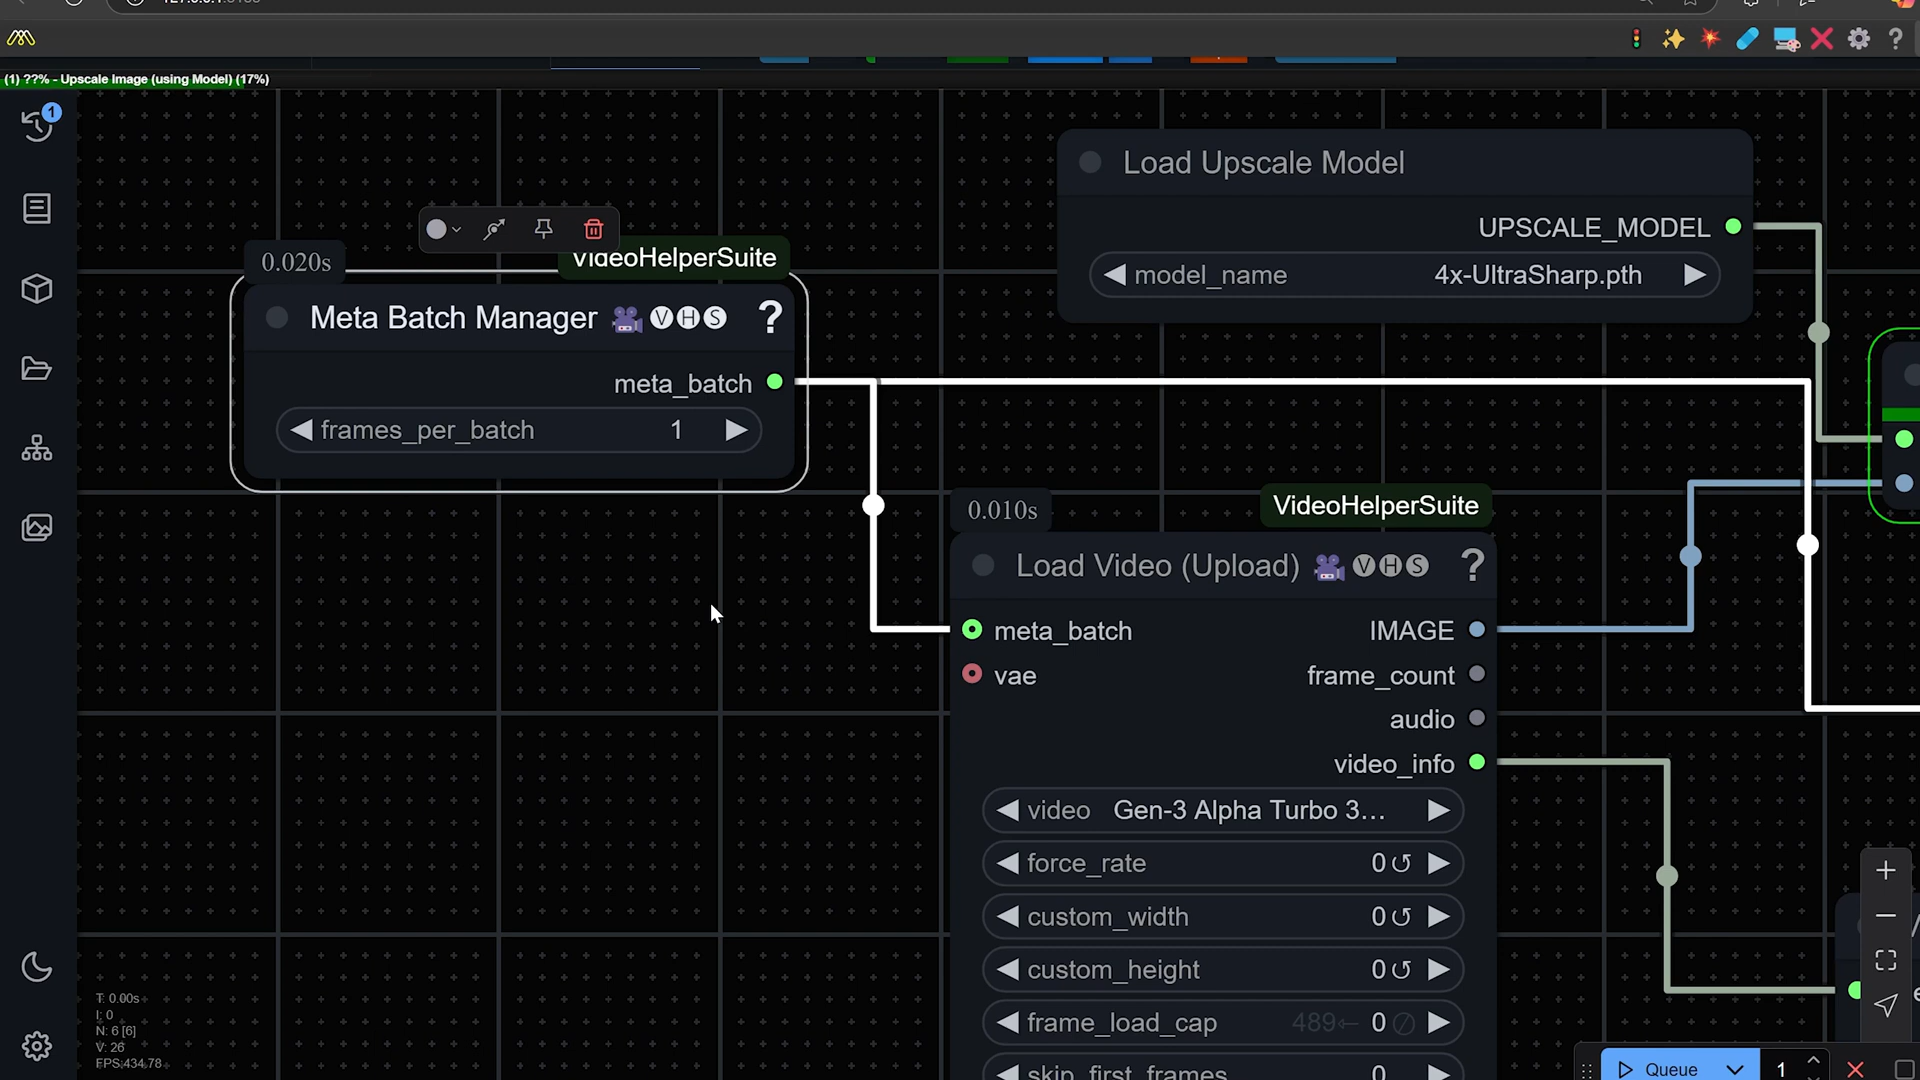 (1) ??% - Upscale Image (using Model) (17%)
1
Load Upscale Model
UPSCALE_MODEL
model_name 4x-UltraSharp.pth
0.020s
VideoHelperSuite
Meta Batch Manager VHS ?
meta_batch
frames_per_batch 1
0.010s
VideoHelperSuite
Load Video (Upload) VHS ?
meta_batch IMAGE
vae frame_count
audio
video_info
video Gen-3 Alpha Turbo 3...
force_rate 0
custom_width 0
custom_height 0
frame_load_cap 489← 0
skip_first_frames 0
T: 0.00s
I: 0
N: 6 [6]
V: 26
FPS:434.78
Queue 1